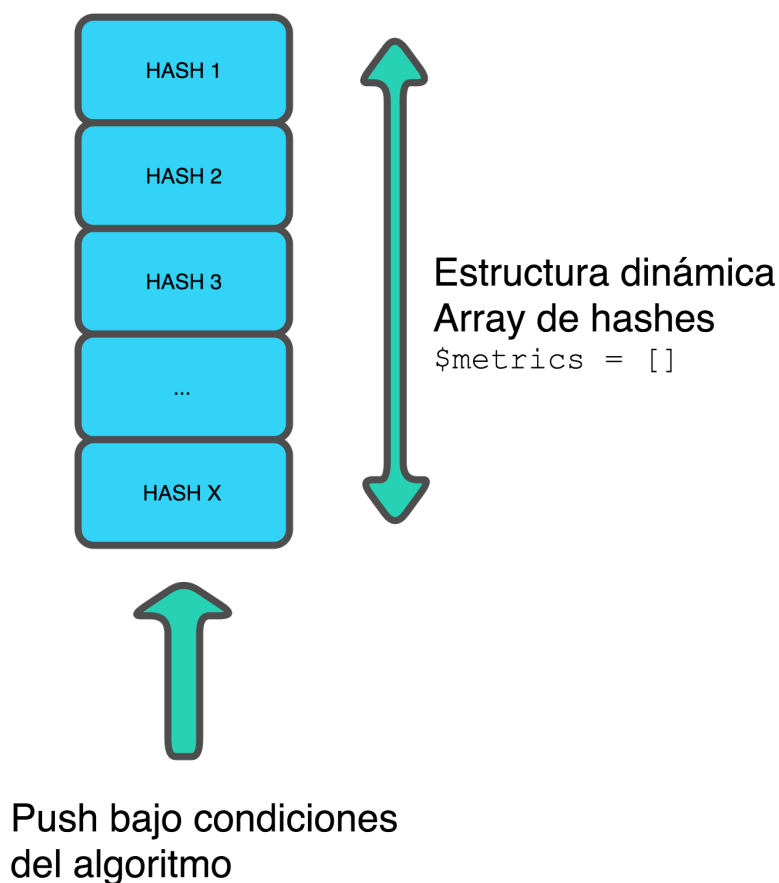 HASH 1
HASH 2
HASH 3
...
HASH X
Estructura dinámica
Array de hashes
$metrics = []
Push bajo condiciones
del algoritmo